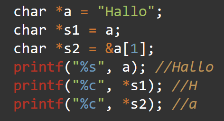 char *a = "Hallo";
char *s1 = a;
char *s2 = &a[1];
printf("%s", a); //Hallo
printf("%c", *s1); //H
printf("%c", *s2); //a